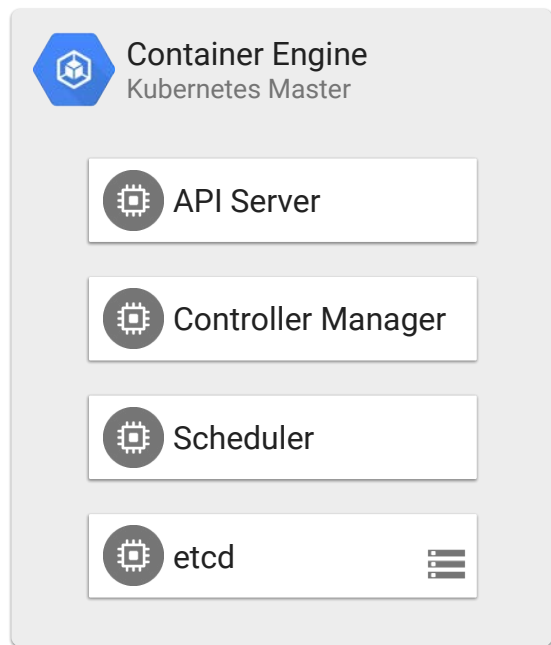 Container Engine
Kubernetes Master
API Server
Controller Manager
Scheduler
etcd